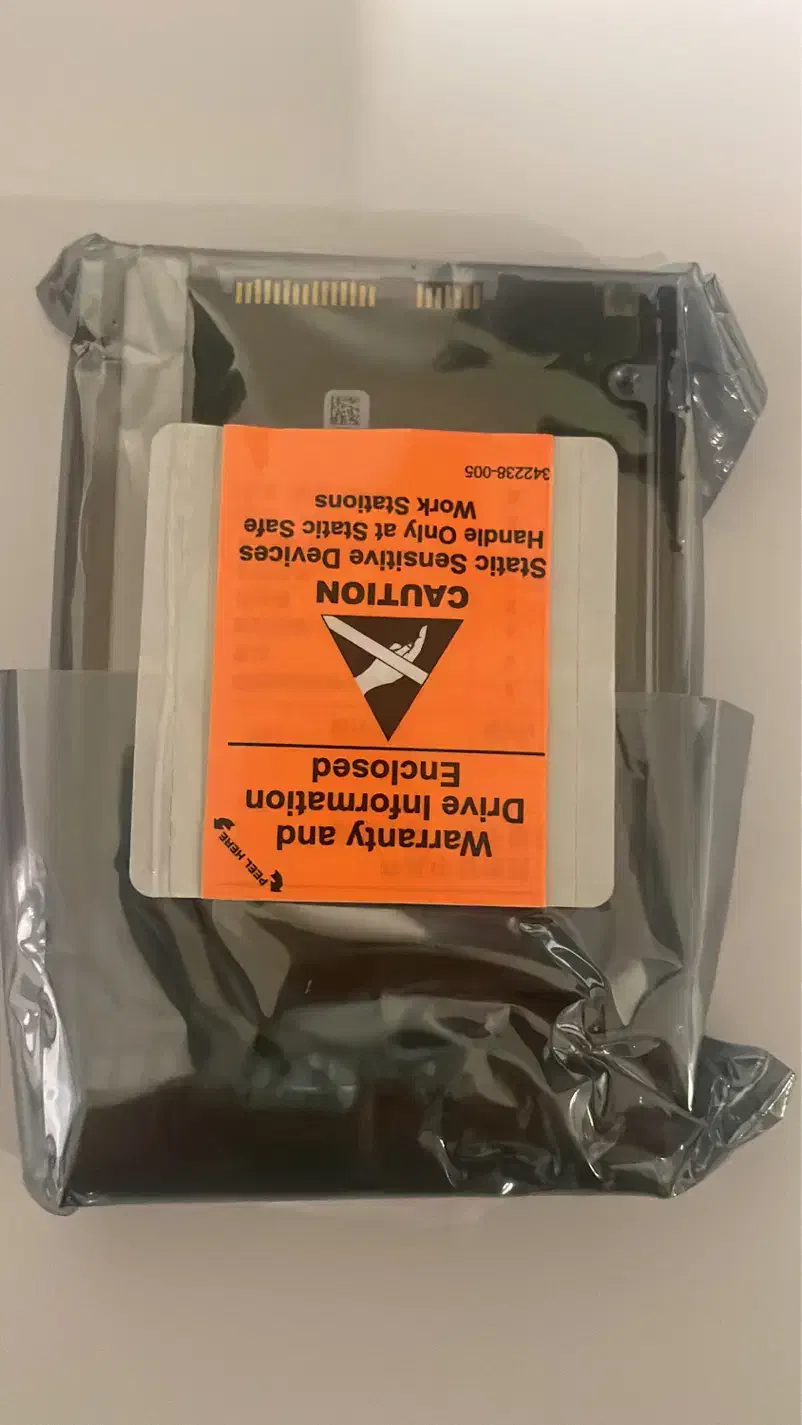 Warranty and
Drive Information
Enclosed
PEEL HERE
CAUTION
Static Sensitive Devices
Handle Only at Static Safe
Work Stations
342238-005